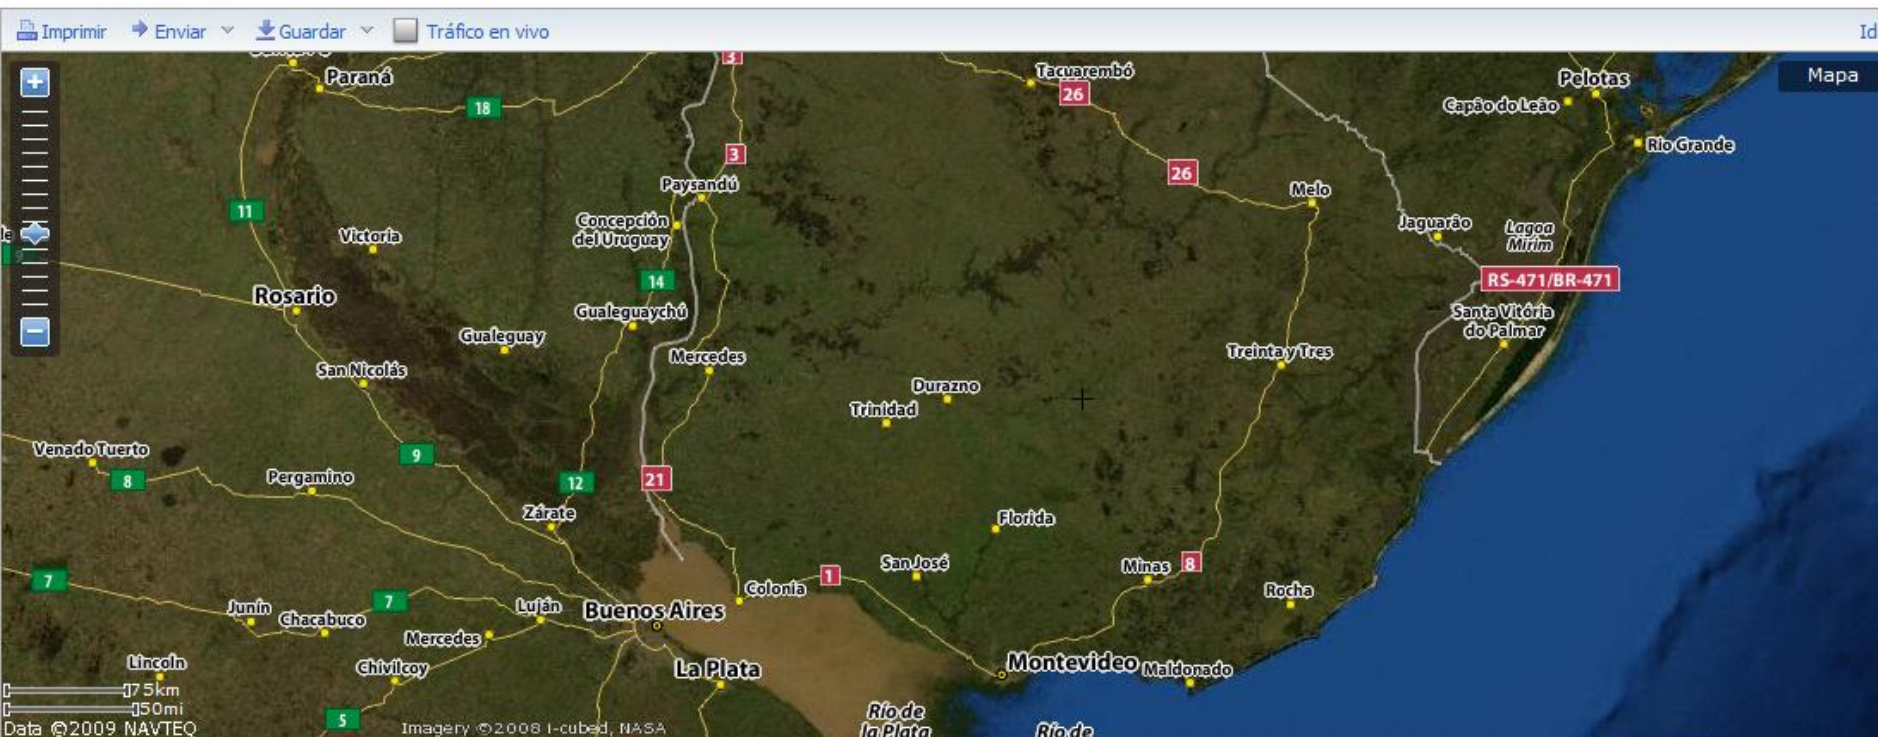 Imprimir Enviar Guardar Tráfico en vivo Id
Mapa
Paraná
3
Tacuarembó
Pelotas
26
Capão do Leão
18
Rio Grande
3
26
Paysandú
Melo
11
Concepción
del Uruguay
Jaguarão
Lagoa
Mirim
Victoria
le
9
14
RS-471/BR-471
Rosario
Gualeguaychú
Santa Vitória
do Palmar
Gualeguay
Mercedes
Treinta y Tres
San Nicolás
Durazno
Trinidad
Venado Tuerto
9
8
Pergamino
12
21
Zárate
Florida
San José
Minas
8
7
1
Colonia
Rocha
7
Junín
Chacabuco
Luján
Buenos Aires
Mercedes
Lincoln
Chivilcoy
La Plata
Montevideo
Maldonado
75km
50mi
5
Río de
la Plata
Río de
Data ©2009 NAVTEQ
Imagery ©2008 i-cubed, NASA